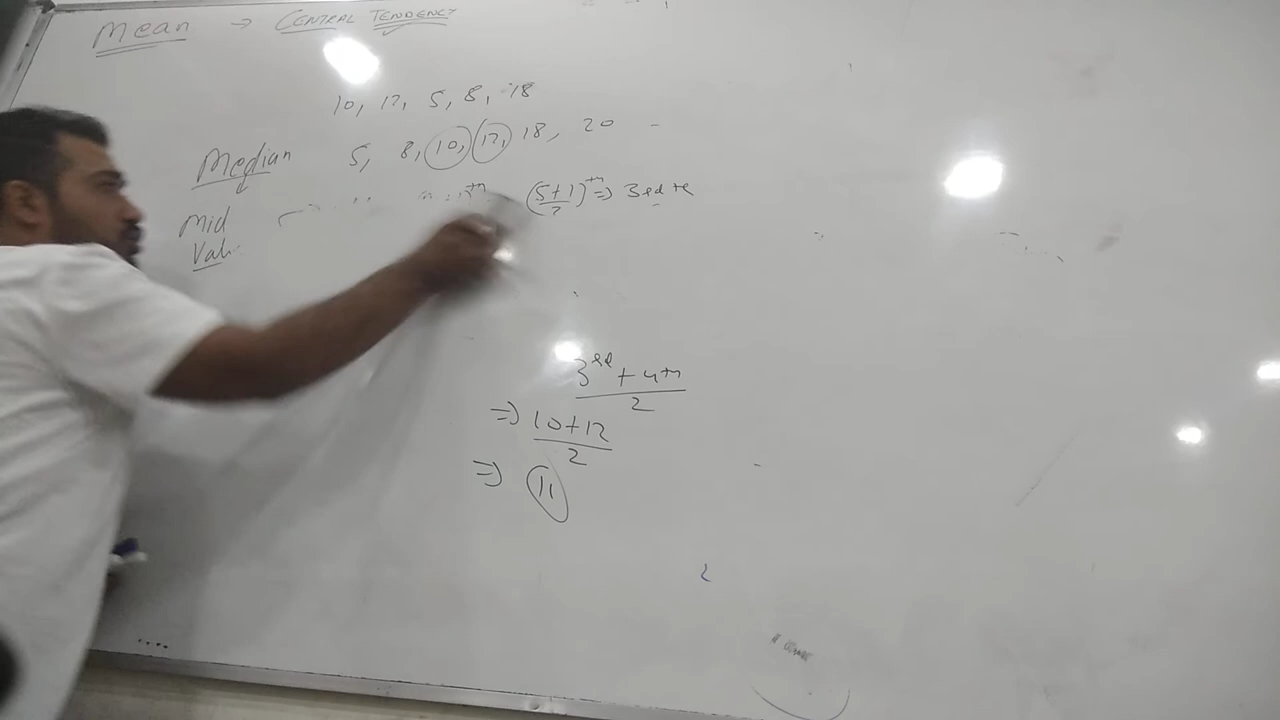 Mean → CENTRAL TENDENCY
10, 12, 5, 8, 18
Median 5, 8, 10, 12, 18, 20
Mid (5+1/2)th => 3rd te
Val
3rd + 4th / 2
=> 10+12 / 2
=> 11